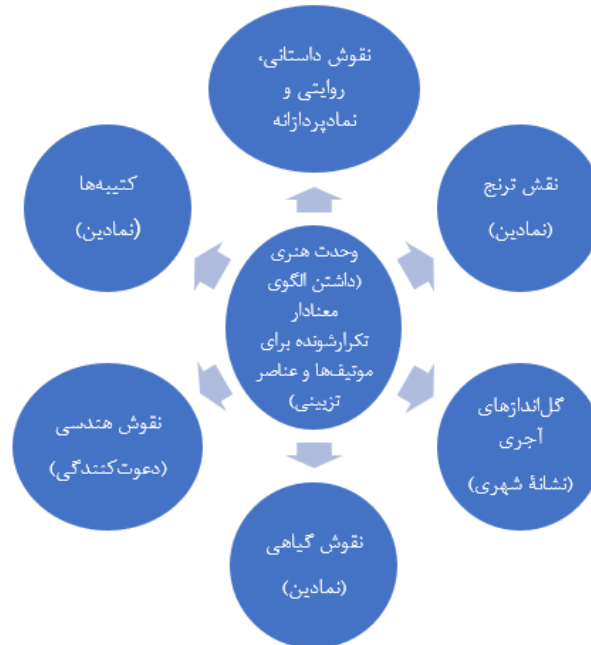 نقوش داستانی،
روایتی و
نمادپردازانه
نقش ترنج
(نمادین)
کتیبه‌ها
(نمادین)
وحدت هنری
(داشتن الگوی
معنادار
تکرارشونده برای
موتیف‌ها و عناصر
تزیینی)
گل‌اندازهای
آجری
(نشانهٔ شهری)
نقوش هندسی
(دعوت‌کنندگی)
نقوش گیاهی
(نمادین)